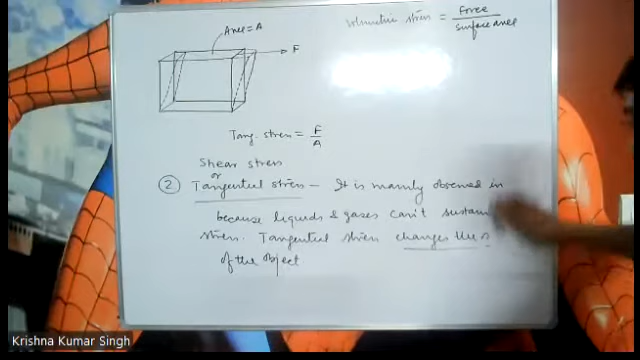 Area = A
F
Volumetric stress = Force / Surface area
Tang. stress = F / A
Shear stress
or
② Tangential stress – It is mainly observed in
because liquids & gases can't sustain
stress. Tangential stress changes the s
of the object
Krishna Kumar Singh